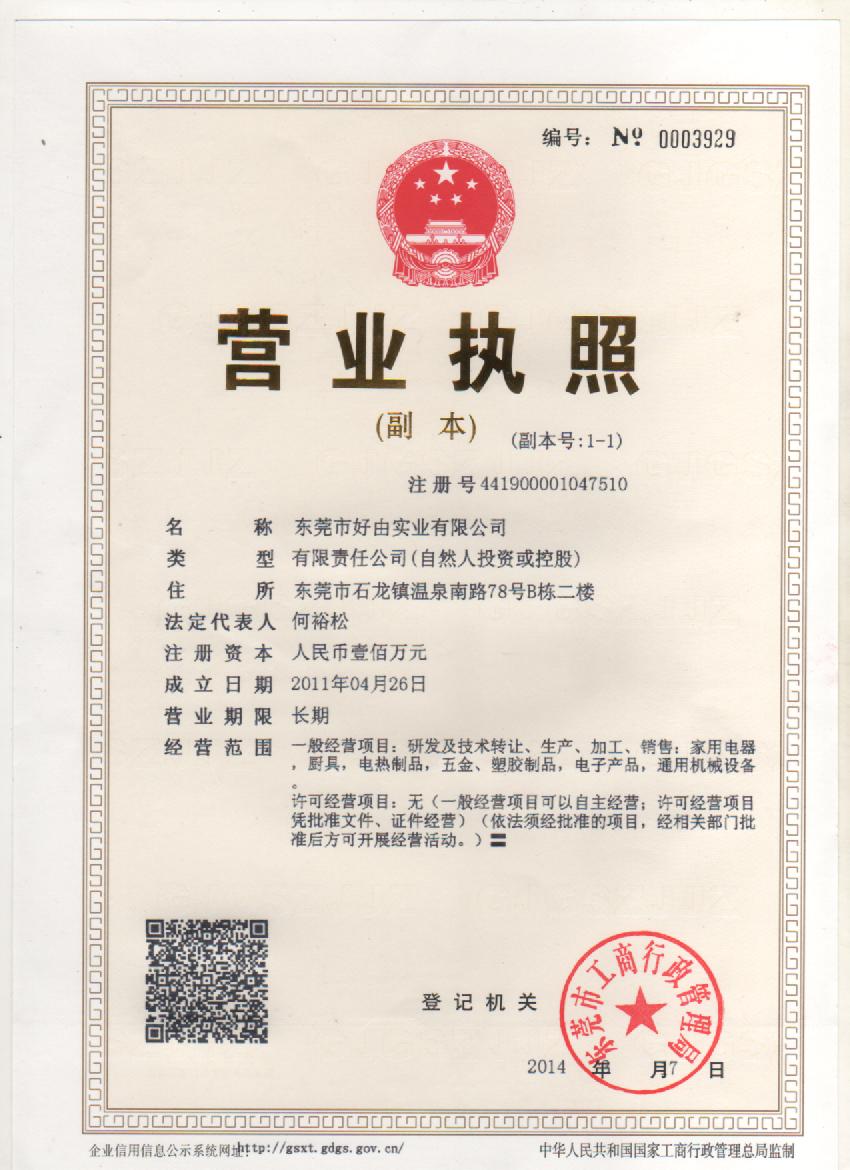 编号: Nº 0003929
营业执照
(副 本)
(副本号:1-1)
注册号441900001047510
名称 东莞市好由实业有限公司
类型 有限责任公司(自然人投资或控股)
住所 东莞市石龙镇温泉南路78号B栋二楼
法定代表人 何裕松
注册资本 人民币壹佰万元
成立日期 2011年04月26日
营业期限 长期
经营范围 一般经营项目：研发及技术转让、生产、加工、销售：家用电器
，厨具，电热制品，五金、塑胶制品，电子产品，通用机械设备
。
许可经营项目：无（一般经营项目可以自主经营；许可经营项目
凭批准文件、证件经营）（依法须经批准的项目，经相关部门批
准后方可开展经营活动。）〓
登记机关
东莞市工商行政管理局
2014 年 月7 日
企业信用信息公示系统网址http://gsxt.gdgs.gov.cn/
中华人民共和国国家工商行政管理总局监制